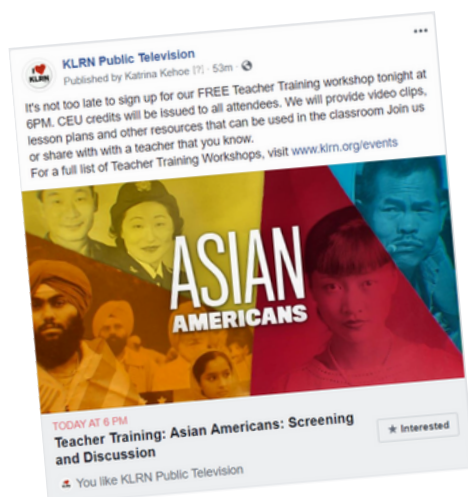 KLRN Public Television
Published by Katrina Kehoe [?] · 53m ·
It's not too late to sign up for our FREE Teacher Training workshop tonight at
6PM. CEU credits will be issued to all attendees. We will provide video clips,
lesson plans and other resources that can be used in the classroom Join us
or share with with a teacher that you know.
For a full list of Teacher Training Workshops, visit www.klrn.org/events
ASIAN
AMERICANS
TODAY AT 6 PM
Teacher Training: Asian Americans: Screening
and Discussion
Interested
You like KLRN Public Television
KLRN